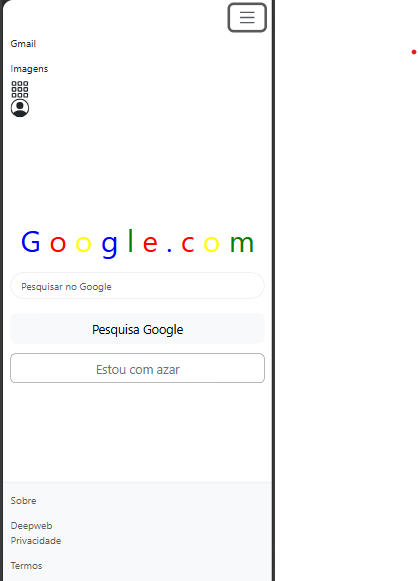 Gmail
Imagens
Google.com
Pesquisar no Google
Pesquisa Google
Estou com azar
Sobre
Deepweb
Privacidade
Termos